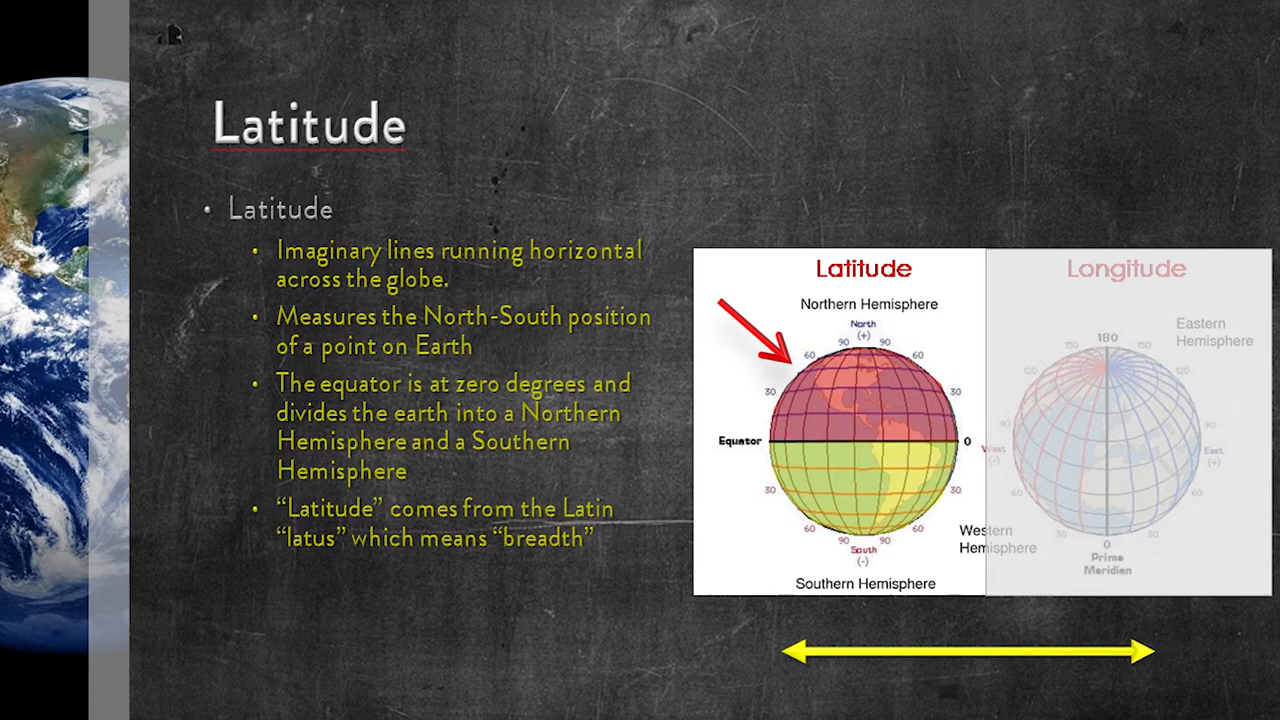 Latitude
• Latitude
• Imaginary lines running horizontal
across the globe.
• Measures the North-South position
of a point on Earth
• The equator is at zero degrees and
divides the earth into a Northern
Hemisphere and a Southern
Hemisphere
• “Latitude” comes from the Latin
“latus” which means “breadth”
Latitude
Northern Hemisphere
North
(+)
90 90
60 60
30 30
Equator 0
30 30
60 60
90 90
South
(-)
Southern Hemisphere
Longitude
Eastern
Hemisphere
180
150 150
120 120
90 90
West
(-)
East
(+)
60 60
30 30
0
Prime
Meridian
Western
Hemisphere